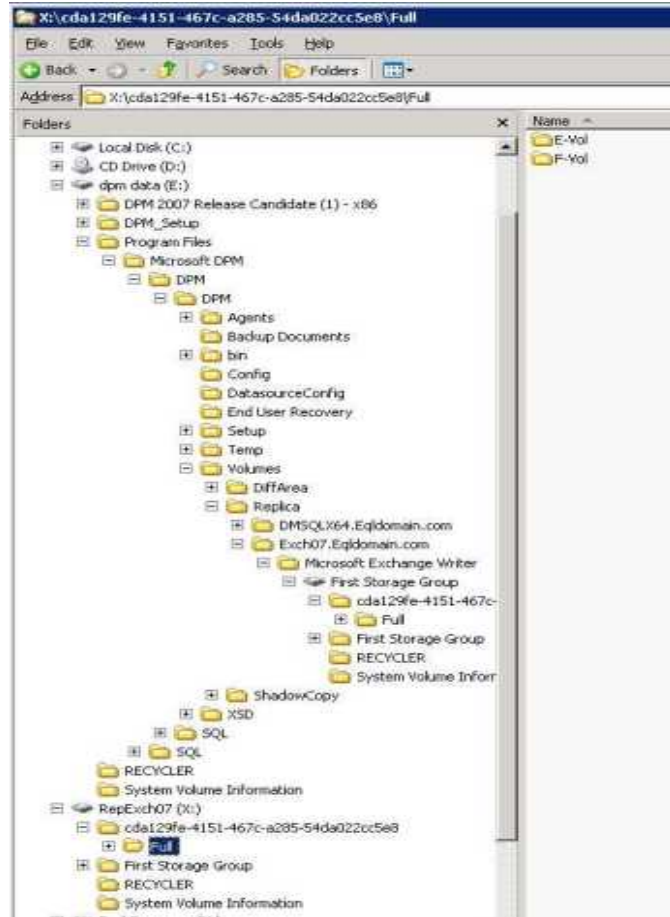 X:\cda129fe-4151-467c-a285-54da022cc5e8\Full
File Edit View Favorites Tools Help
Back Search Folders
Address X:\cda129fe-4151-467c-a285-54da022cc5e8\Full
Folders
Name
Local Disk (C:)
CD Drive (D:)
dpm data (E:)
DPM 2007 Release Candidate (1) - x86
DPM_Setup
Program Files
Microsoft DPM
DPM
DPM
Agents
Backup Documents
bin
Config
DatasourceConfig
End User Recovery
Setup
Temp
Volumes
DiffArea
Replica
DMSQLX64.Eqldomain.com
Exch07.Eqldomain.com
Microsoft Exchange Writer
First Storage Group
cda129fe-4151-467c-
Full
First Storage Group
RECYCLER
System Volume Inforr
ShadowCopy
XSD
SQL
SQL
RECYCLER
System Volume Information
RepExch07 (X:)
cda129fe-4151-467c-a285-54da022cc5e8
Full
First Storage Group
RECYCLER
System Volume Information
E-Vol
F-Vol